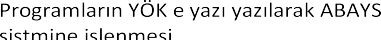 Programların YÖK e yazı yazılarak ABAYS
sistmine işlenmesi